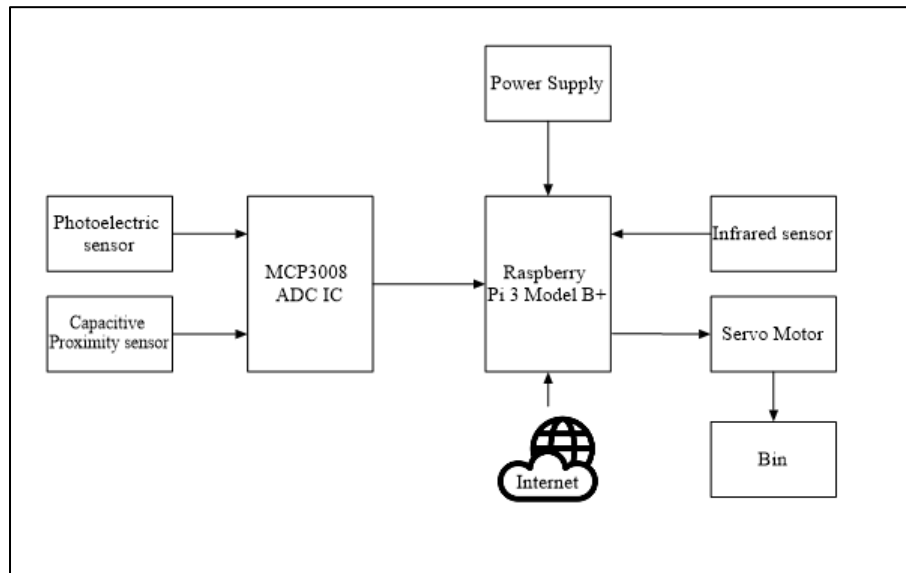 Power Supply
Photoelectric
sensor
MCP3008
ADC IC
Raspberry
Pi 3 Model B+
Infrared sensor
Capacitive
Proximity sensor
Servo Motor
Bin
Internet